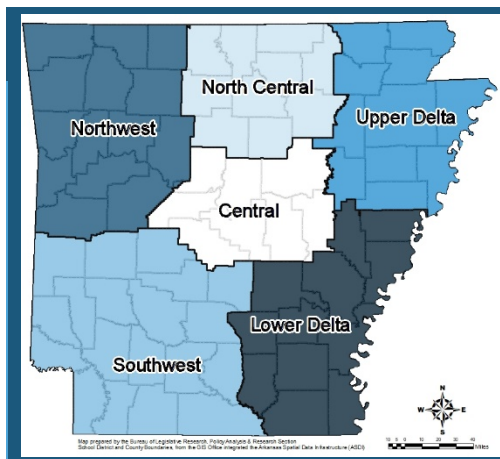 North Central
Northwest
Upper Delta
Central
Lower Delta
Southwest
N
W E
S
Miles
Map prepared by the Bureau of Legislative Research, Policy Analysis & Research Section
School District and County Boundaries, from the GIS Office integrated the Arkansas Spatial Data Infrastructure (ASDI)